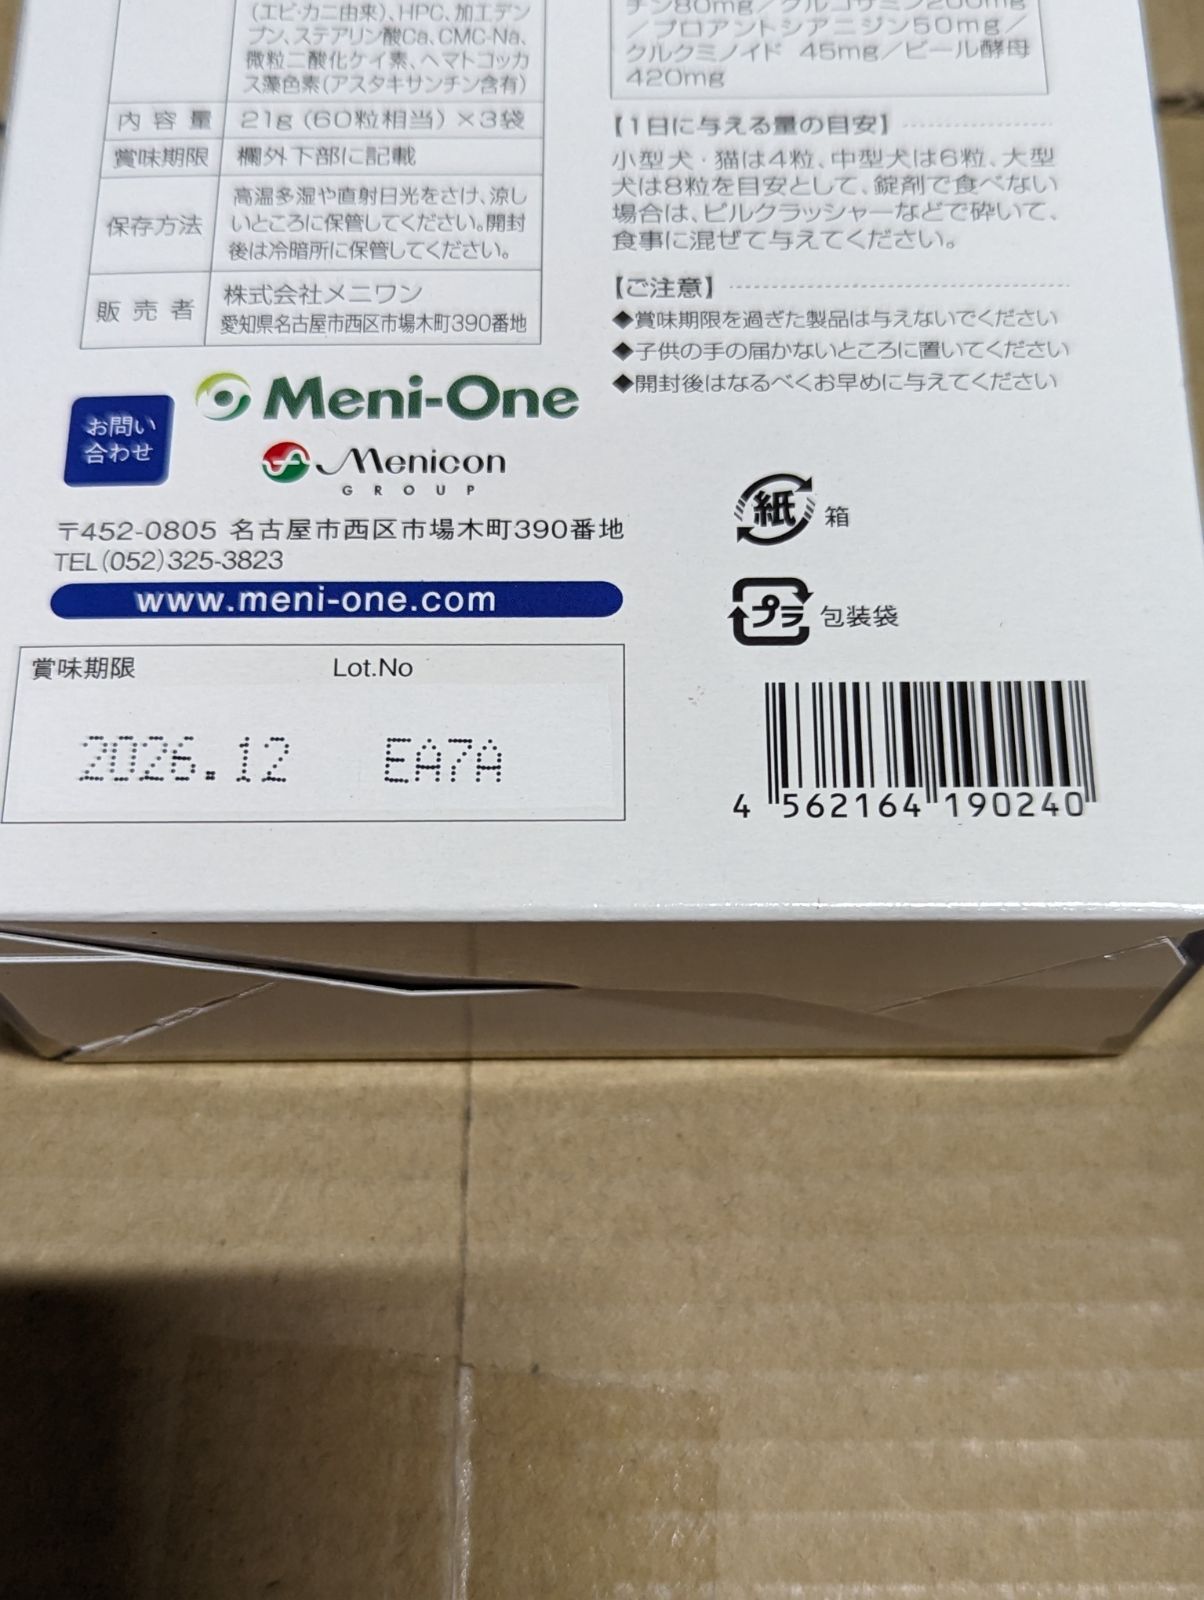 (エビ・カニ由来)、HPC、加工デン
プン、ステアリン酸Ca、CMC-Na、
微粒二酸化ケイ素、ヘマトコッカ
ス藻色素(アスタキサンチン含有)
内容量 21g(60粒相当)×3袋
賞味期限 欄外下部に記載
保存方法 高温多湿や直射日光をさけ、涼し
いところに保管してください。開封
後は冷暗所に保管してください。
販売者 株式会社メニワン
愛知県名古屋市西区市場木町390番地
チン80mg/グルコサミン200mg
/プロアントシアニジン50mg/
クルクミノイド 45mg/ビール酵母
420mg
【1日に与える量の目安】
小型犬・猫は4粒、中型犬は6粒、大型
犬は8粒を目安として、錠剤で食べない
場合は、ピルクラッシャーなどで砕いて、
食事に混ぜて与えてください。
【ご注意】
◆賞味期限を過ぎた製品は与えないでください
◆子供の手の届かないところに置いてください
◆開封後はなるべくお早めに与えてください
お問い
合わせ
Meni-One
Menicon
GROUP
〒452-0805 名古屋市西区市場木町390番地
TEL(052)325-3823
www.meni-one.com
紙 箱
プラ 包装袋
賞味期限 Lot.No
2026.12 EA7A
4 562164 190240